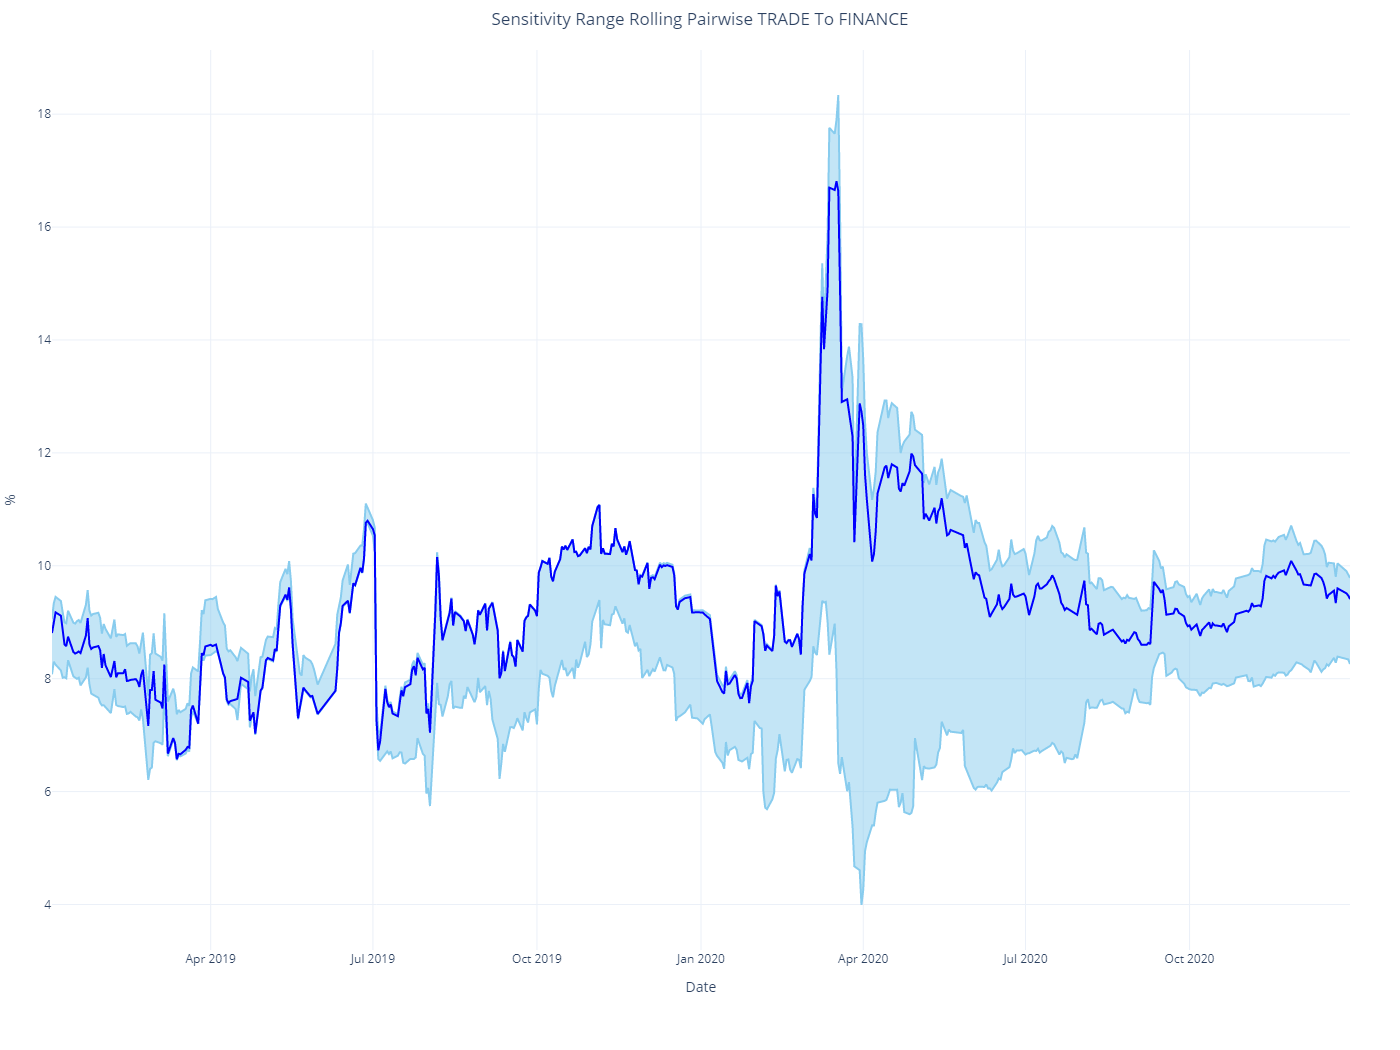 Sensitivity Range Rolling Pairwise TRADE To FINANCE
18
16
14
12
10
8
6
4
%
Apr 2019
Jul 2019
Oct 2019
Jan 2020
Apr 2020
Jul 2020
Oct 2020
Date